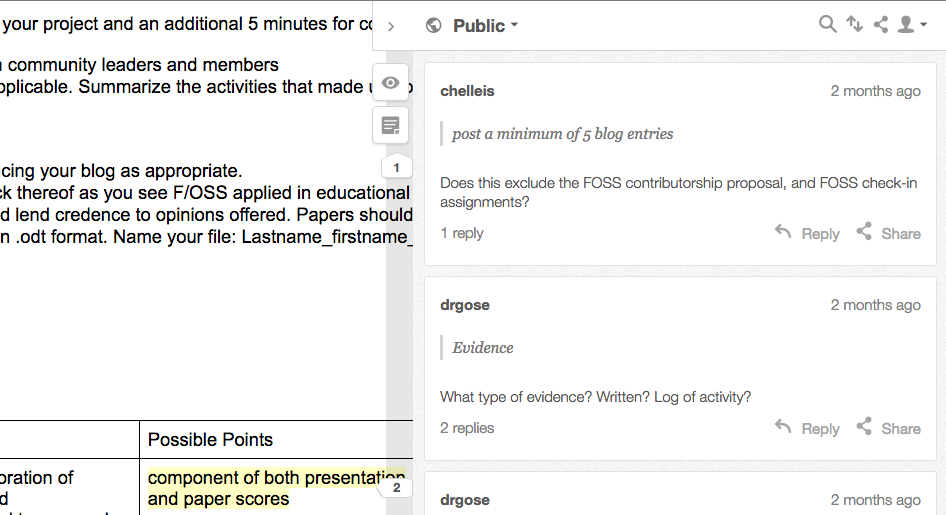 your project and an additional 5 minutes for
community leaders and members
applicable. Summarize the activities that made
cing your blog as appropriate.
ck thereof as you see F/OSS applied in educational
d lend credence to opinions offered. Papers should
n .odt format. Name your file: Lastname_firstname_
Possible Points
oration of
d
component of both presentation
and paper scores
1
2
Public
chelleis
2 months ago
post a minimum of 5 blog entries
Does this exclude the FOSS contributorship proposal, and FOSS check-in
assignments?
1 reply
Reply
Share
drgose
2 months ago
Evidence
What type of evidence? Written? Log of activity?
2 replies
Reply
Share
drgose
2 months ago